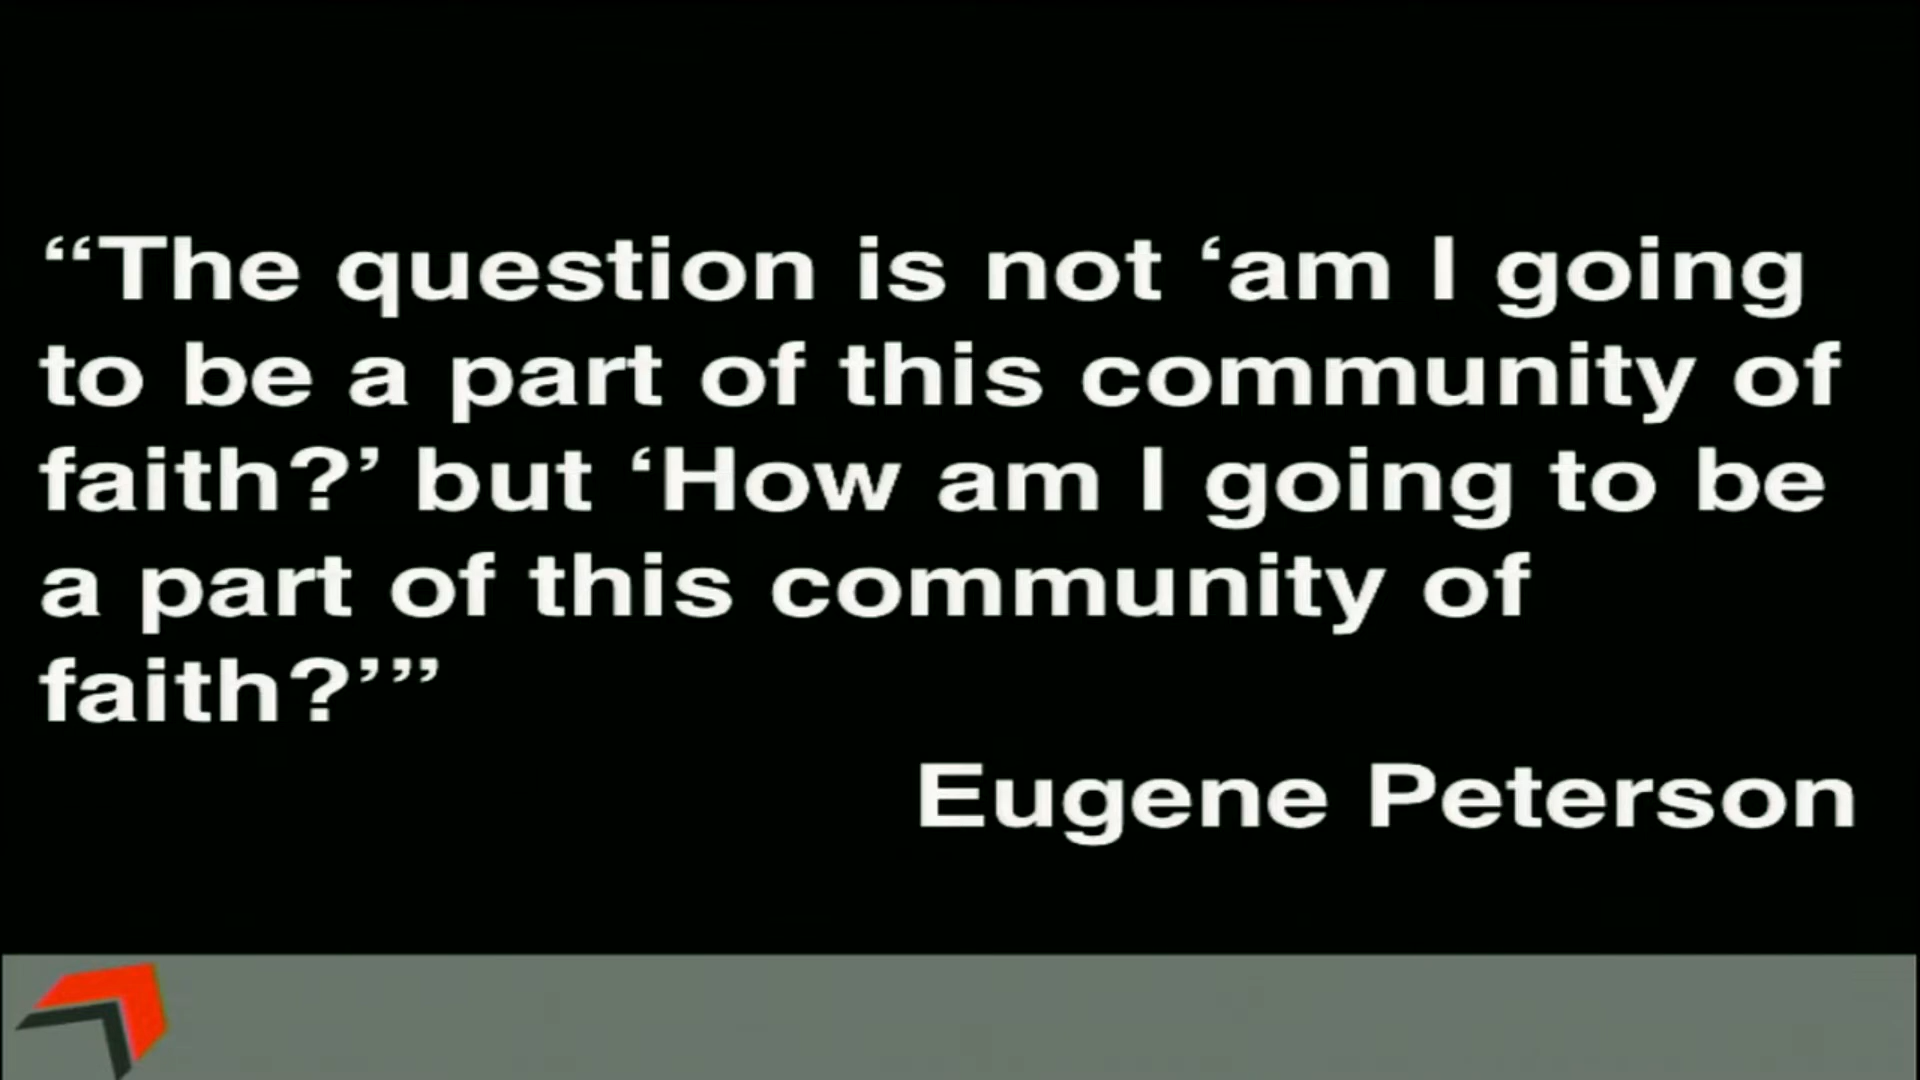 “The question is not ‘am I going
to be a part of this community of
faith?’ but ‘How am I going to be
a part of this community of
faith?’”
Eugene Peterson